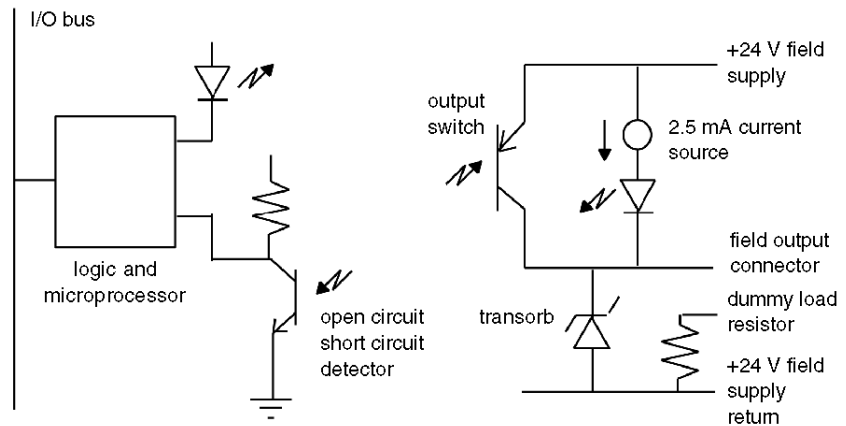 I/O bus
logic and
microprocessor
open circuit
short circuit
detector
output
switch
+24 V field
supply
2.5 mA current
source
field output
connector
transorb
dummy load
resistor
+24 V field
supply
return